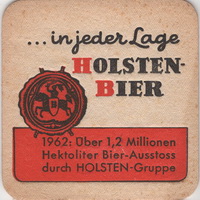 ...in jeder Lage
HOLSTEN-
BIER
1962: Über 1,2 Millionen
Hektoliter Bier-Ausstoss
durch HOLSTEN-Gruppe